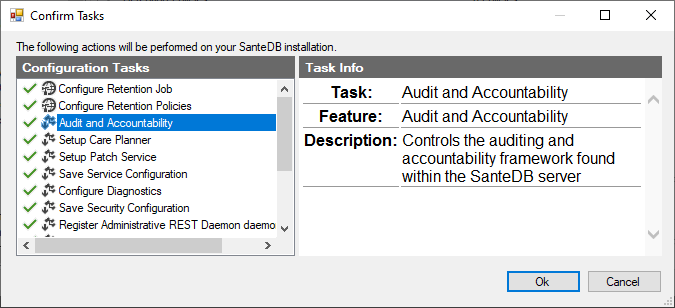 Confirm Tasks
The following actions will be performed on your SanteDB installation.
Configuration Tasks
Configure Retention Job
Configure Retention Policies
Audit and Accountability
Setup Care Planner
Setup Patch Service
Save Service Configuration
Configure Diagnostics
Save Security Configuration
Register Administrative REST Daemon daemo
Task Info
Task: Audit and Accountability
Feature: Audit and Accountability
Description: Controls the auditing and
accountability framework found
within the SanteDB server
Ok Cancel